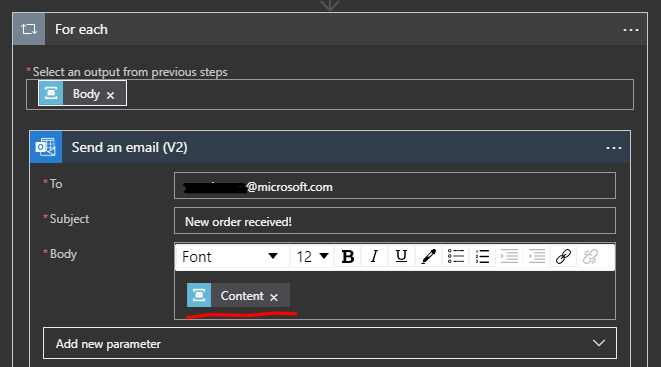 For each
...
*Select an output from previous steps
Body ×
Send an email (V2)
...
*To
@microsoft.com
*Subject
New order received!
*Body
Font 12 B I U
Content ×
Add new parameter